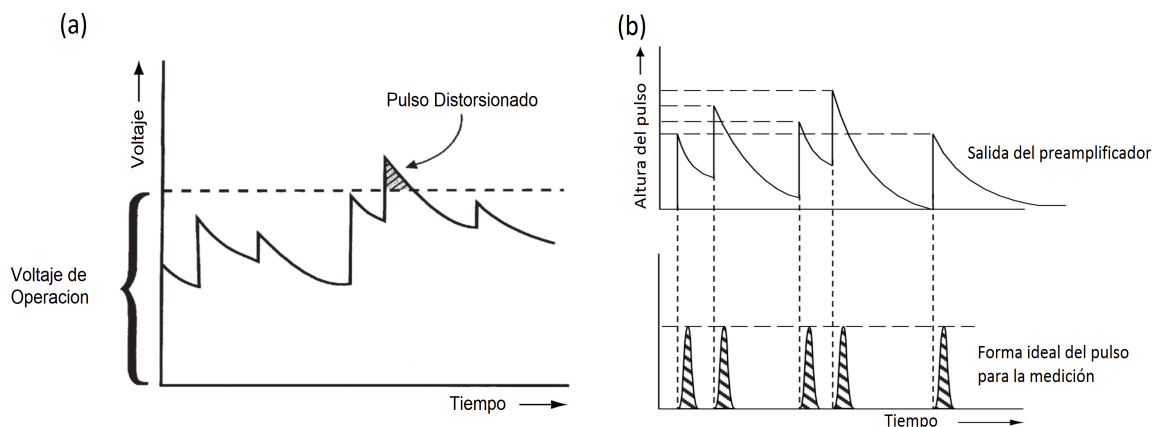 (a)
Voltaje
Pulso Distorsionado
Voltaje de
Operacion
Tiempo
(b)
Altura del pulso
Salida del preamplificador
Forma ideal del pulso
para la medición
Tiempo